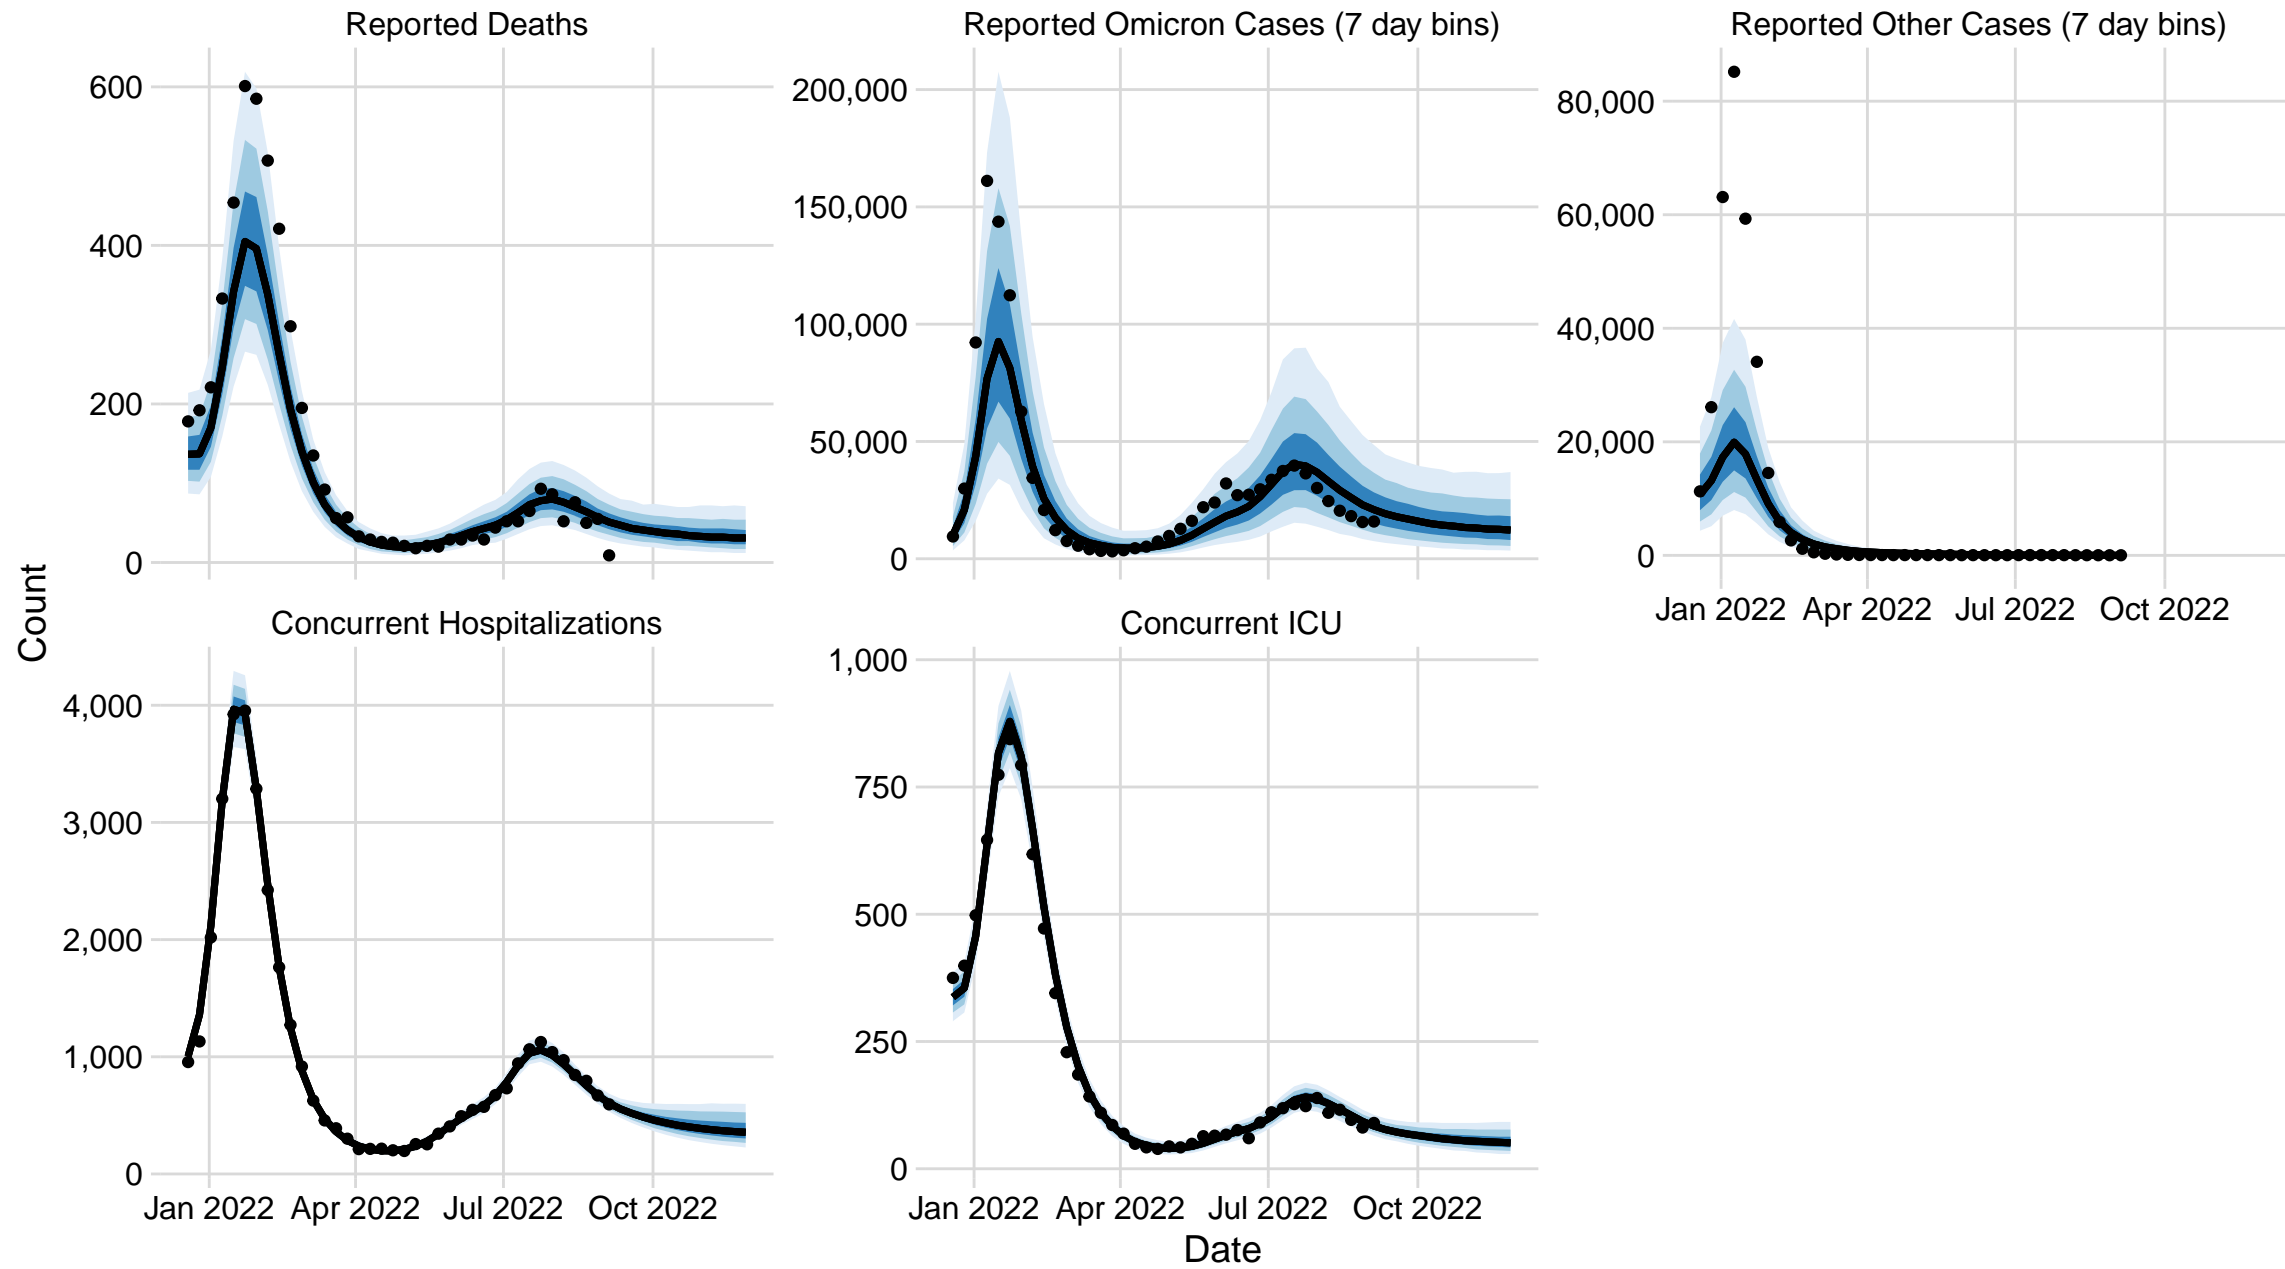 Reported Deaths
Reported Omicron Cases (7 day bins)
Reported Other Cases (7 day bins)
600
400
200
0
200,000
150,000
100,000
50,000
0
80,000
60,000
40,000
20,000
0
Jan 2022 Apr 2022 Jul 2022 Oct 2022
Count
Concurrent Hospitalizations
Concurrent ICU
4,000
3,000
2,000
1,000
0
Jan 2022 Apr 2022 Jul 2022 Oct 2022
1,000
750
500
250
0
Jan 2022 Apr 2022 Jul 2022 Oct 2022
Date